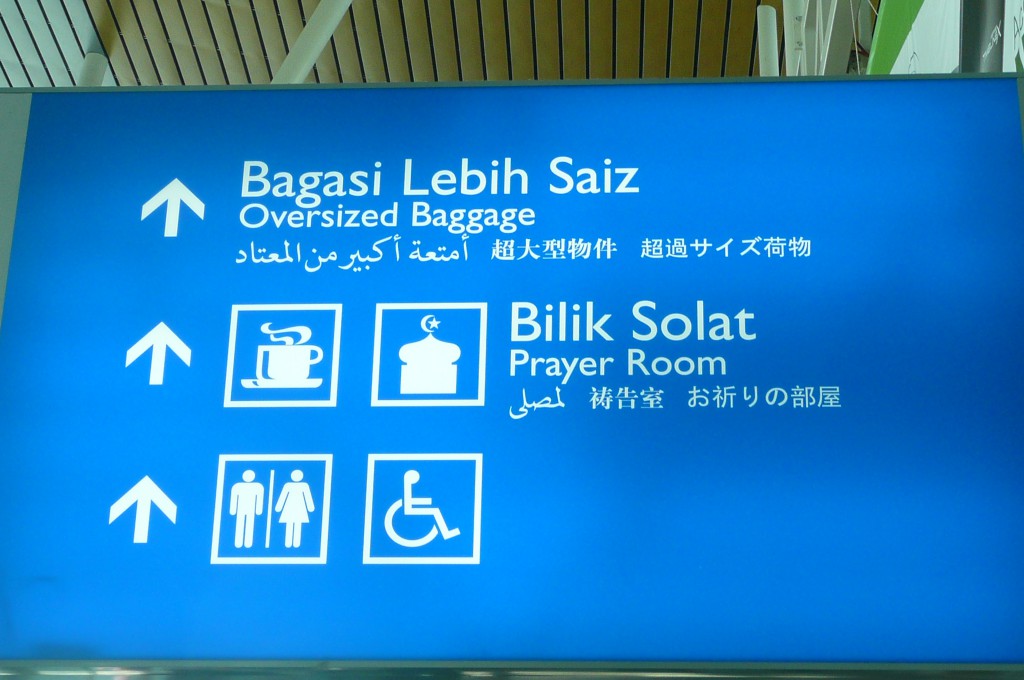 Bagasi Lebih Saiz
Oversized Baggage
أمتعة أكبير من المعتاد 超大型物件 超過サイズ荷物
Bilik Solat
Prayer Room
لمصلى 祷告室 お祈りの部屋